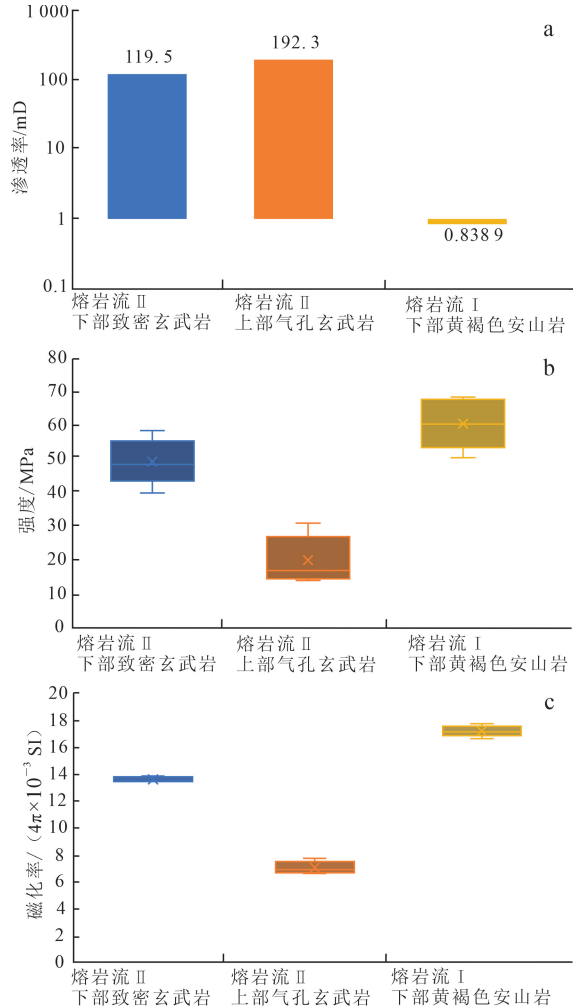 a
渗透率/mD
1 000
100
10
1
0.1
119.5
192.3
0.838 9
熔岩流Ⅱ
下部致密玄武岩
熔岩流Ⅱ
上部气孔玄武岩
熔岩流Ⅰ
下部黄褐色安山岩
b
强度/MPa
80
70
60
50
40
30
20
10
0
熔岩流Ⅱ
下部致密玄武岩
熔岩流Ⅱ
上部气孔玄武岩
熔岩流Ⅰ
下部黄褐色安山岩
c
磁化率/（4π×10⁻³ SI）
20
18
16
14
12
10
8
6
4
2
0
熔岩流Ⅱ
下部致密玄武岩
熔岩流Ⅱ
上部气孔玄武岩
熔岩流Ⅰ
下部黄褐色安山岩